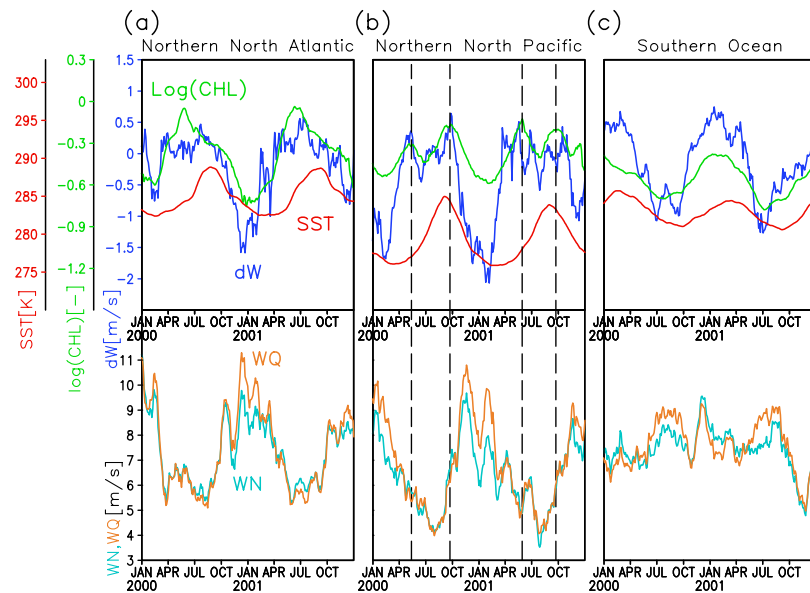 (a) (b) (c)
Northern North Atlantic Northern North Pacific Southern Ocean
300
295
290
285
280
275
SST[K]
0.3
0
−0.3
−0.6
−0.9
−1.2
log(CHL)[−]
1.5
1
0.5
0
−0.5
−1
−1.5
−2
dW[m/s]
Log(CHL)
SST
dW
JAN APR JUL OCT JAN APR JUL OCT
2000 2001
JAN APR JUL OCT JAN APR JUL OCT
2000 2001
JAN APR JUL OCT JAN APR JUL OCT
2000 2001
11
10
9
8
7
6
5
4
3
WN,WQ[m/s]
WQ
WN
JAN APR JUL OCT JAN APR JUL OCT
2000 2001
JAN APR JUL OCT JAN APR JUL OCT
2000 2001
JAN APR JUL OCT JAN APR JUL OCT
2000 2001